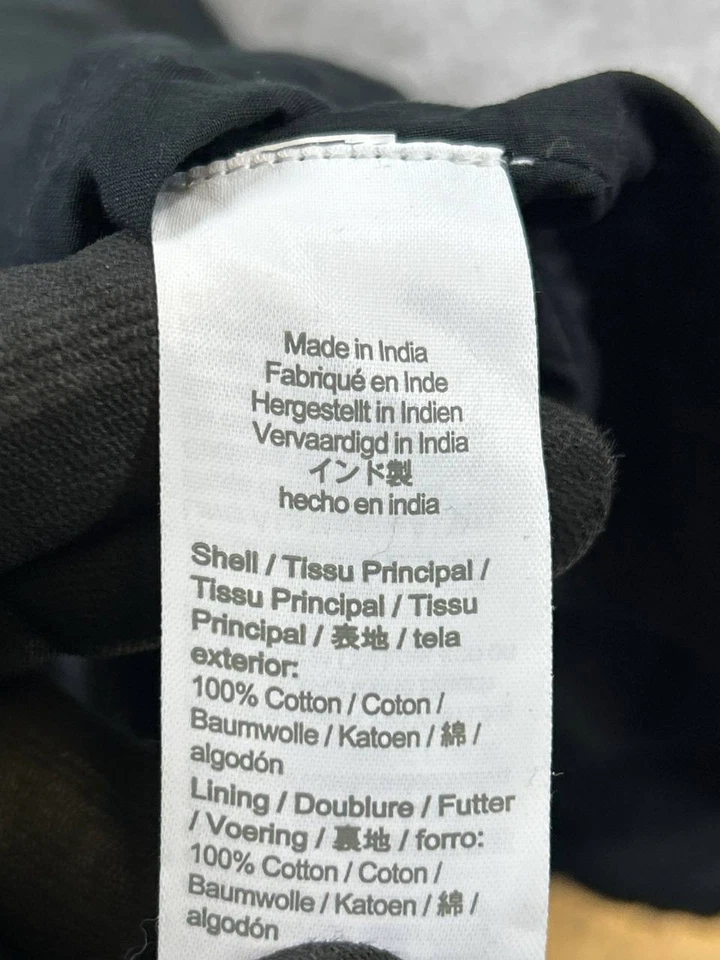 Made in India
Fabriqué en Inde
Hergestellt in Indien
Vervaardigd in India
インド製
hecho en india
Shell / Tissu Principal /
Tissu Principal / Tissu
Principal / 表地 / tela
exterior:
100% Cotton / Coton /
Baumwolle / Katoen / 綿 /
algodón
Lining / Doublure / Futter
/ Voering / 裏地 / forro:
100% Cotton / Coton /
Baumwolle / Katoen / 綿 /
algodón